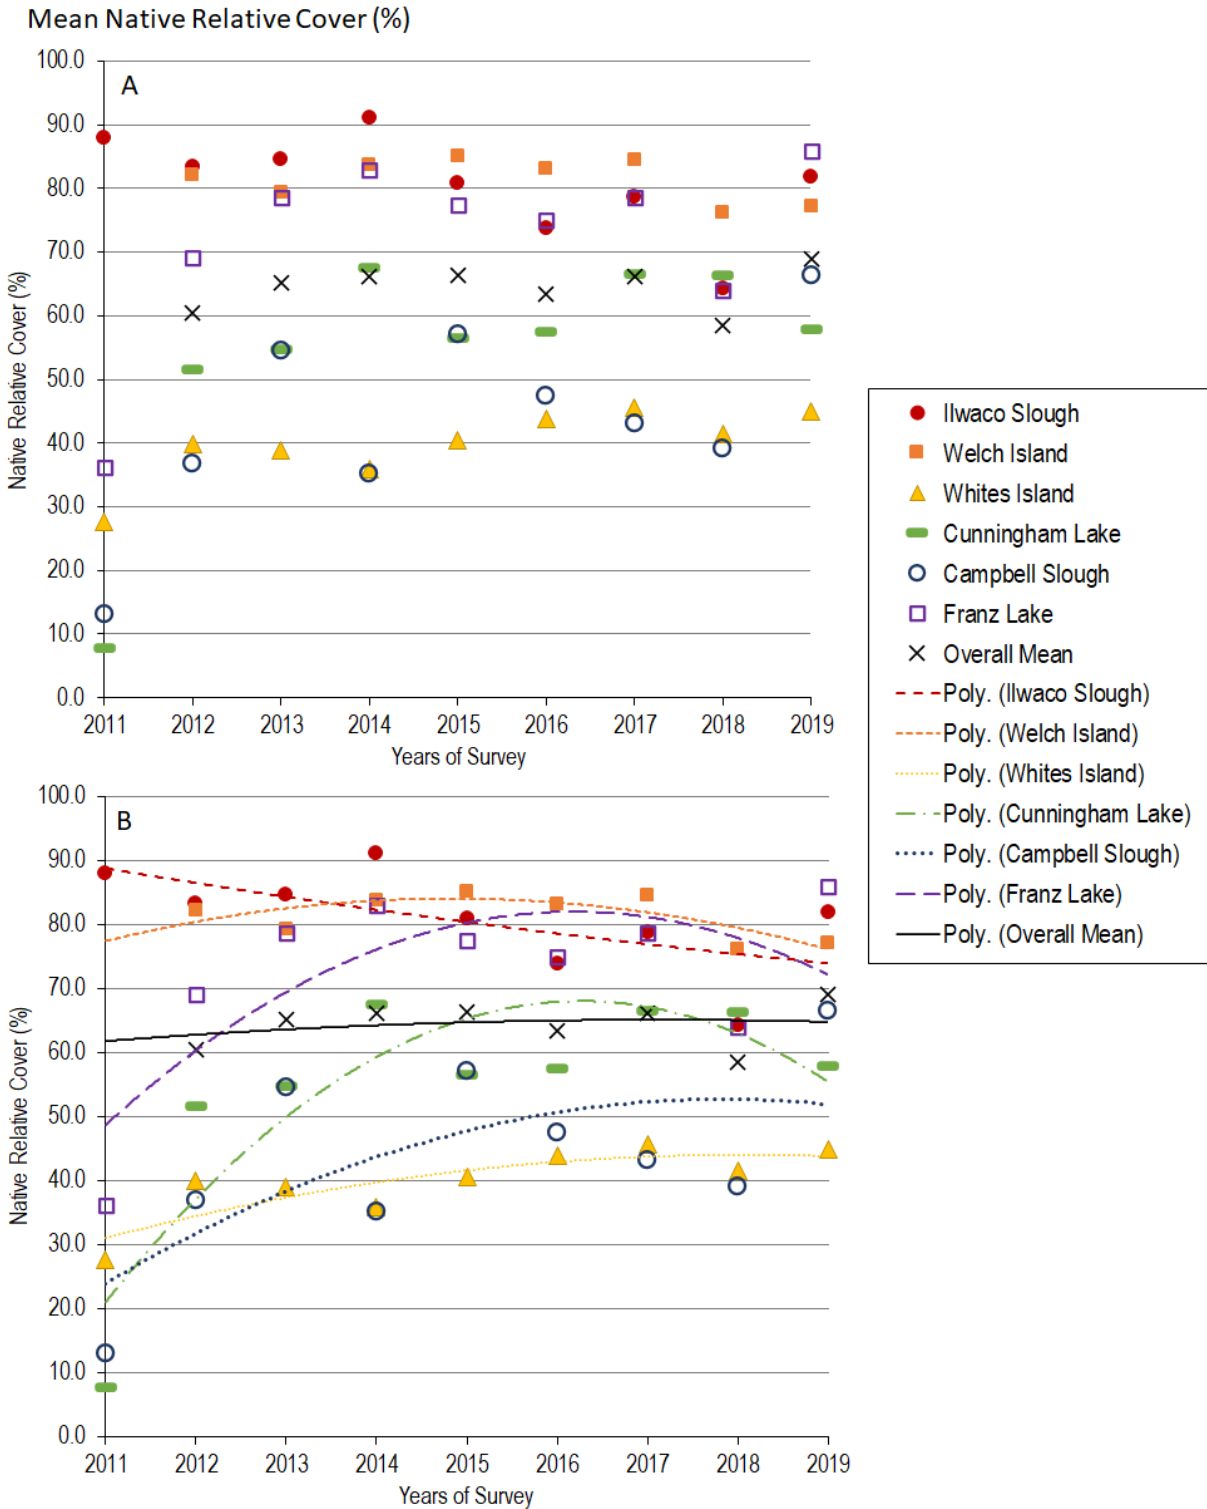 Mean Native Relative Cover (%)
A
100.0
90.0
80.0
70.0
60.0
50.0
40.0
30.0
20.0
10.0
0.0
Native Relative Cover (%)
2011 2012 2013 2014 2015 2016 2017 2018 2019
Years of Survey
Ilwaco Slough
Welch Island
Whites Island
Cunningham Lake
Campbell Slough
Franz Lake
Overall Mean
Poly. (Ilwaco Slough)
Poly. (Welch Island)
Poly. (Whites Island)
Poly. (Cunningham Lake)
Poly. (Campbell Slough)
Poly. (Franz Lake)
Poly. (Overall Mean)
B
100.0
90.0
80.0
70.0
60.0
50.0
40.0
30.0
20.0
10.0
0.0
Native Relative Cover (%)
2011 2012 2013 2014 2015 2016 2017 2018 2019
Years of Survey